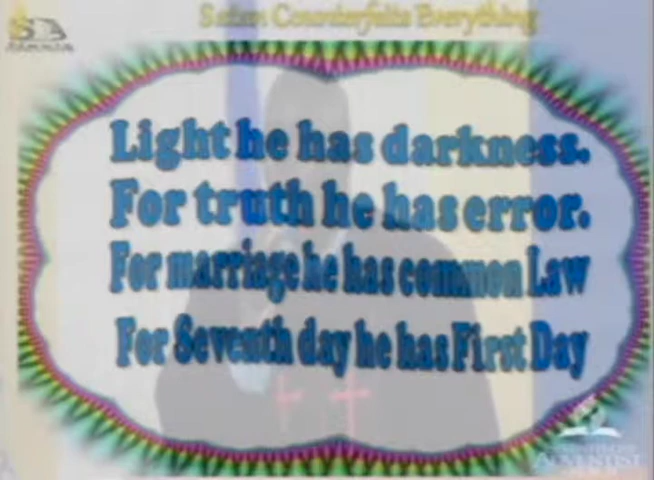 Satan Counterfeits Everything
Light he has darkness.
For truth he has error.
For marriage he has common Law
For Seventh day he has First Day
ADVENTIST